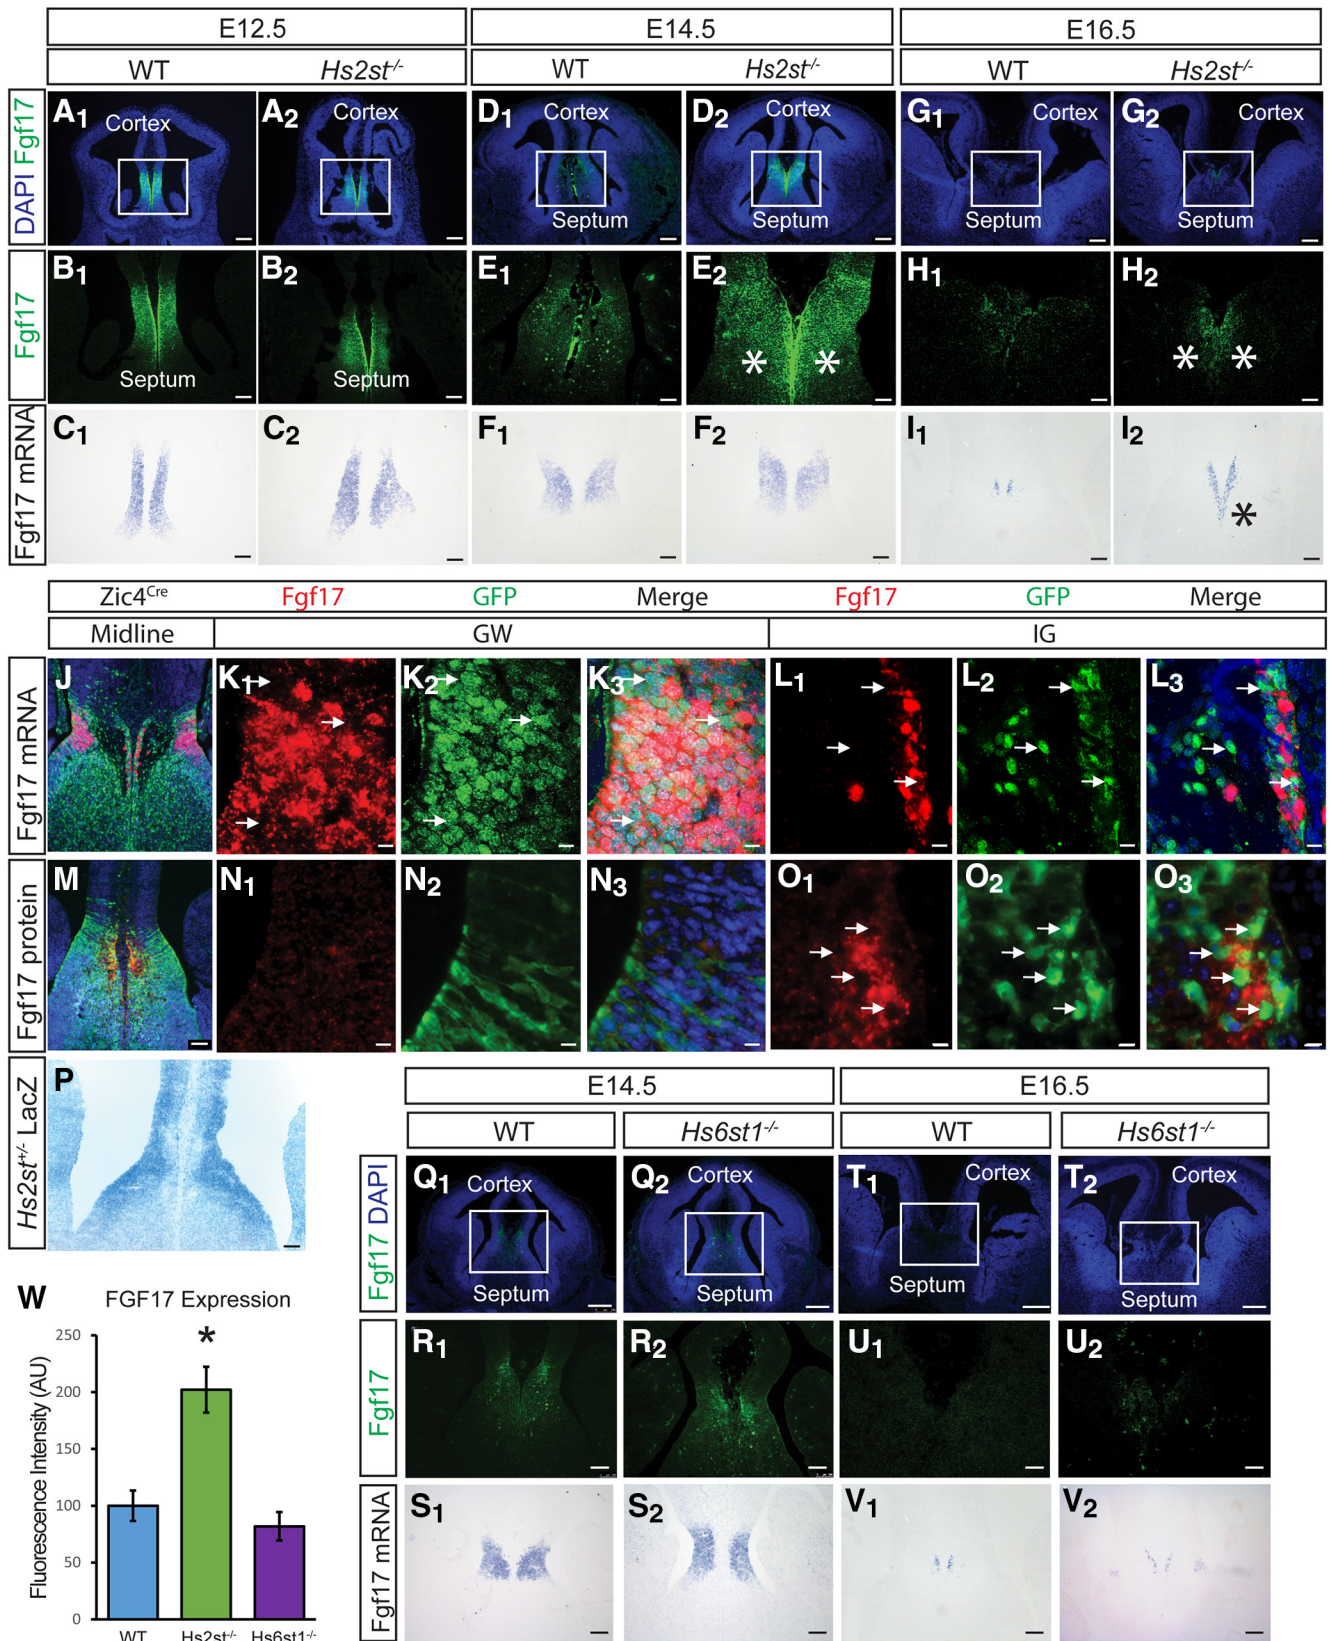 E12.5 E14.5 E16.5
WT Hs2st-/- WT Hs2st-/- WT Hs2st-/-
DAPI Fgf17
A1 Cortex
A2 Cortex
D1 Cortex Septum
D2 Cortex Septum
G1 Cortex Septum
G2 Cortex Septum
Fgf17
B1 Septum
B2 Septum
E1
E2 * *
H1
H2 * *
Fgf17 mRNA
C1
C2
F1
F2
I1
I2 *
Zic4Cre Fgf17 GFP Merge Fgf17 GFP Merge
Midline GW IG
Fgf17 mRNA
J K1 K2 K3 L1 L2 L3
Fgf17 protein
M N1 N2 N3 O1 O2 O3
Hs2st+/- LacZ
P
E14.5 E16.5
WT Hs6st1-/- WT Hs6st1-/-
Fgf17 DAPI
Q1 Cortex Septum
Q2 Cortex Septum
T1 Cortex Septum
T2 Cortex Septum
Fgf17
R1 R2 U1 U2
Fgf17 mRNA
S1 S2 V1 V2
W
FGF17 Expression
Fluorescence Intensity (AU)
250
200
150
100
50
0
*
WT Hs2st-/- Hs6st1-/-